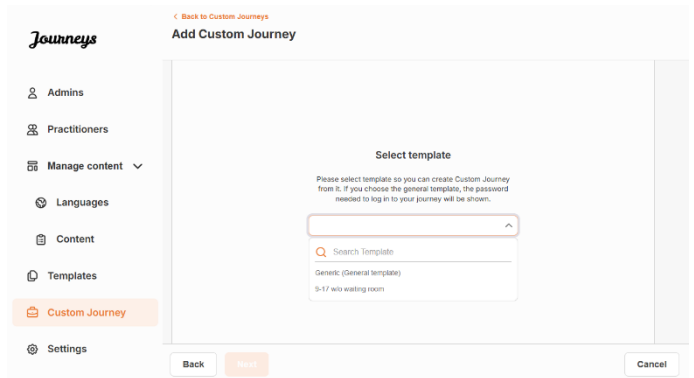 < Back to Custom Journeys
Add Custom Journey
Journeys
Admins
Practitioners
Manage content
Languages
Content
Templates
Custom Journey
Settings
Select template
Please select template so you can create Custom Journey
from it. If you choose the general template, the password
needed to log in to your journey will be shown.
Search Template
Generic (General template)
5-17 w/o waiting room
Back
Next
Cancel